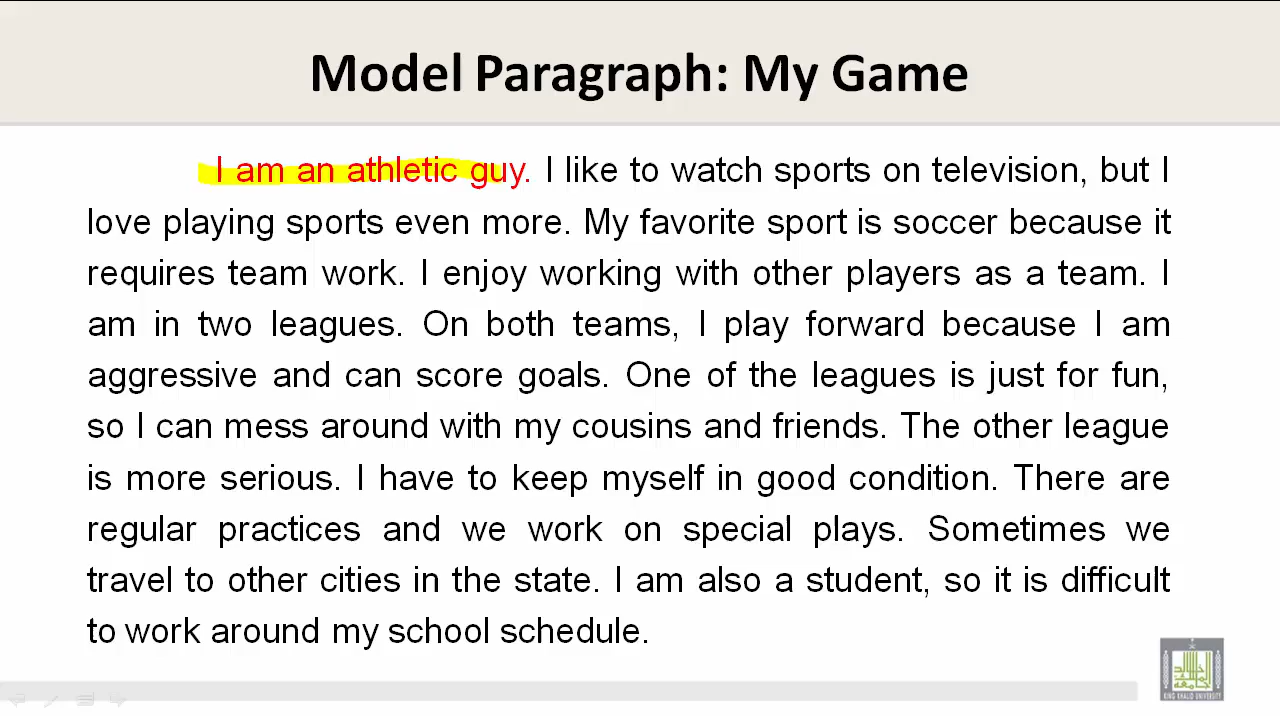 Model Paragraph: My Game
I am an athletic guy. I like to watch sports on television, but I
love playing sports even more. My favorite sport is soccer because it
requires team work. I enjoy working with other players as a team. I
am in two leagues. On both teams, I play forward because I am
aggressive and can score goals. One of the leagues is just for fun,
so I can mess around with my cousins and friends. The other league
is more serious. I have to keep myself in good condition. There are
regular practices and we work on special plays. Sometimes we
travel to other cities in the state. I am also a student, so it is difficult
to work around my school schedule.
KING KHALID UNIVERSITY